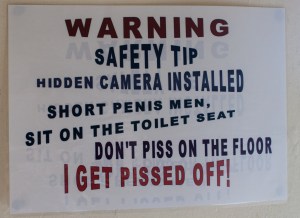 WARNING
SAFETY TIP
HIDDEN CAMERA INSTALLED
SHORT PENIS MEN,
SIT ON THE TOILET SEAT
DON'T PISS ON THE FLOOR
I GET PISSED OFF!